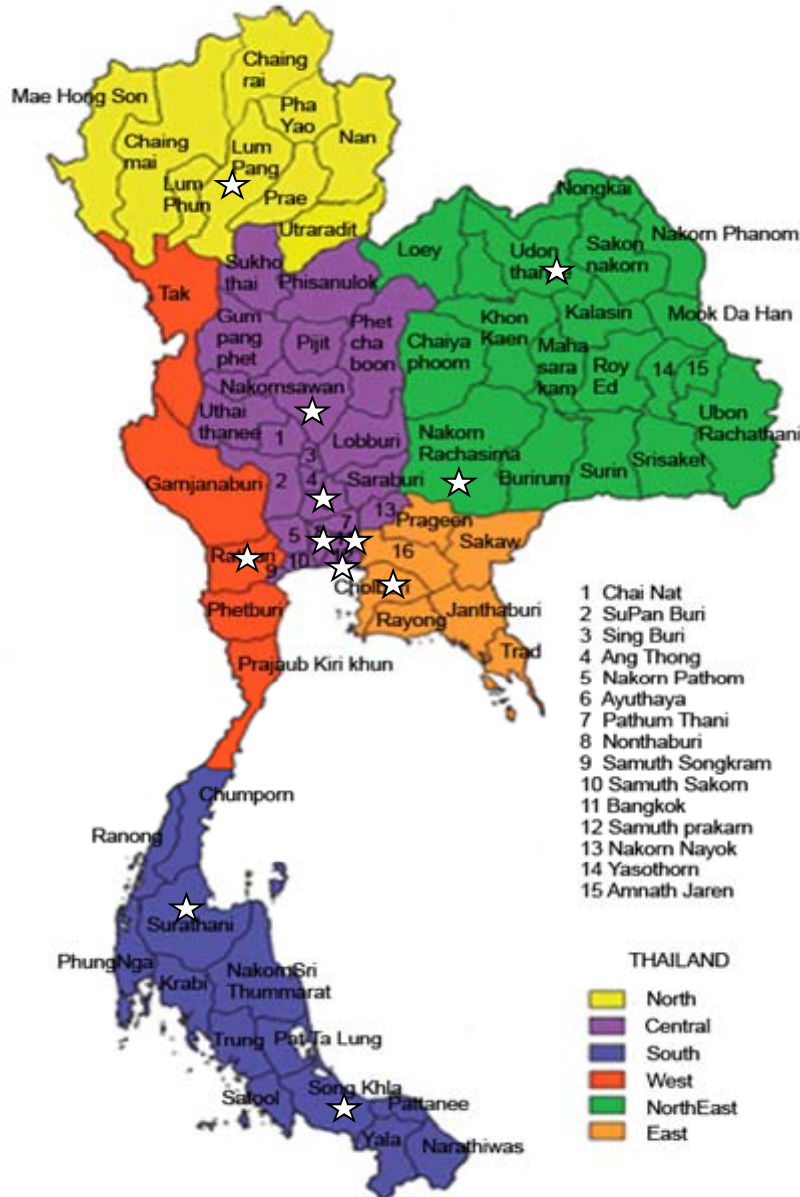 Chaing
rai
Mae Hong Son
Pha
Yao
Chaing
mai
Lum
Pang
Nan
Lum
Phun
Prae
Utraradit
Nongkai
Loey
Udon
Sakon
nakorn
Nakorn Phanom
Sukho
thai
Phisanulok
Tak
Gum
pang
phet
Pijit
Phet
cha
boon
Chaiya
phoom
Khon
Kaen
Kalasin
Mook Da Han
Maha
sara
kam
Roy
Ed
14
15
Nakornsawan
Uthai
thanee
1
3
Lobburi
Nakorn
Rachasima
Ubon
Rachathani
Garnjanaburi
2
4
Saraburi
Burirum
Surin
Srisaket
5
7
13
Prageen
16
Sakaw
9
10
Rayong
Janthaburi
Phetburi
Trad
Prajaub Kiri khun
1 Chai Nat
2 SuPan Buri
3 Sing Buri
4 Ang Thong
5 Nakorn Pathom
6 Ayuthaya
7 Pathum Thani
8 Nonthaburi
9 Samuth Songkram
10 Samuth Sakorn
11 Bangkok
12 Samuth prakarn
13 Nakorn Nayok
14 Yasothorn
15 Amnath Jaren
Chumporn
Ranong
Surathani
PhungNga
Krabi
NakornSri
Thummarat
Trung
Pat Ta Lung
Satool
Song Khla
Pattanee
Yala
Narathiwas
THAILAND
North
Central
South
West
NorthEast
East